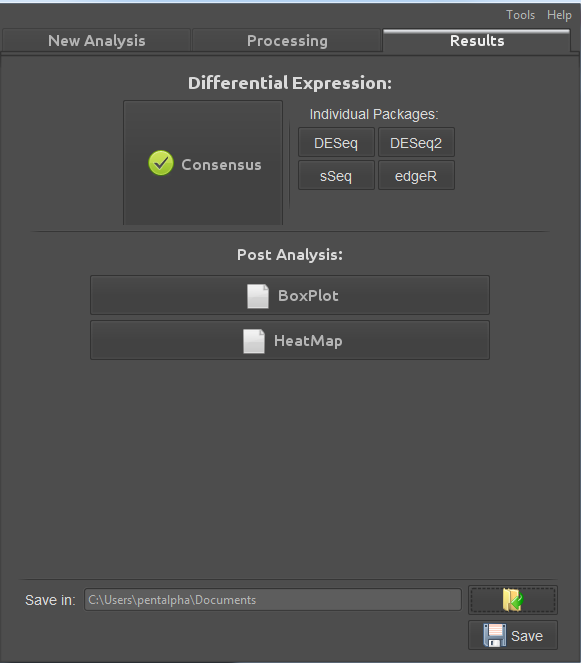 Tools Help
New Analysis Processing Results
Differential Expression:
Consensus
Individual Packages:
DESeq DESeq2
sSeq edgeR
Post Analysis:
BoxPlot
HeatMap
Save in: C:\Users\pentalpha\Documents
Save